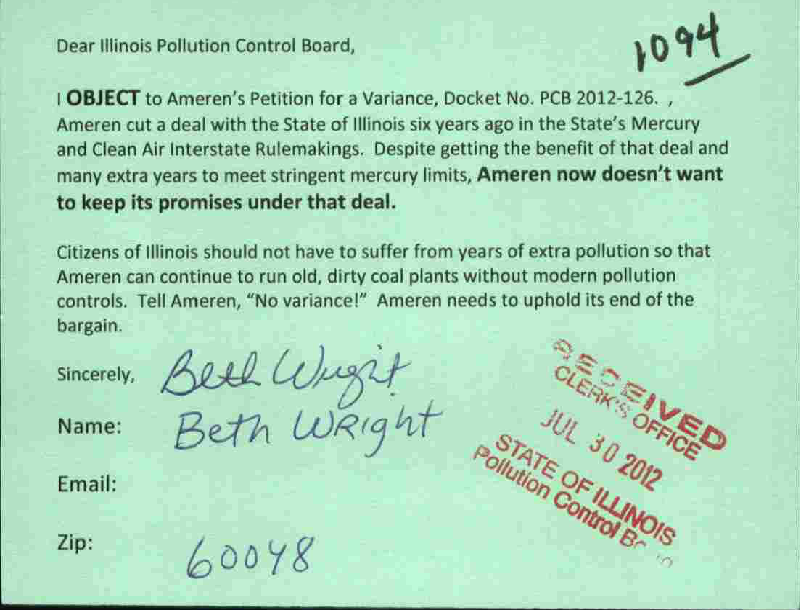 1094
Dear Illinois Pollution Control Board,
I OBJECT to Ameren's Petition for a Variance, Docket No. PCB 2012-126. ,
Ameren cut a deal with the State of Illinois six years ago in the State's Mercury
and Clean Air Interstate Rulemakings. Despite getting the benefit of that deal and
many extra years to meet stringent mercury limits, Ameren now doesn't want
to keep its promises under that deal.
Citizens of Illinois should not have to suffer from years of extra pollution so that
Ameren can continue to run old, dirty coal plants without modern pollution
controls. Tell Ameren, "No variance!" Ameren needs to uphold its end of the
bargain.
Sincerely, Beth Wright
Name: Beth WRight
Email:
Zip: 60048
RECEIVED
CLERK'S OFFICE
JUL 30 2012
STATE OF ILLINOIS
Pollution Control